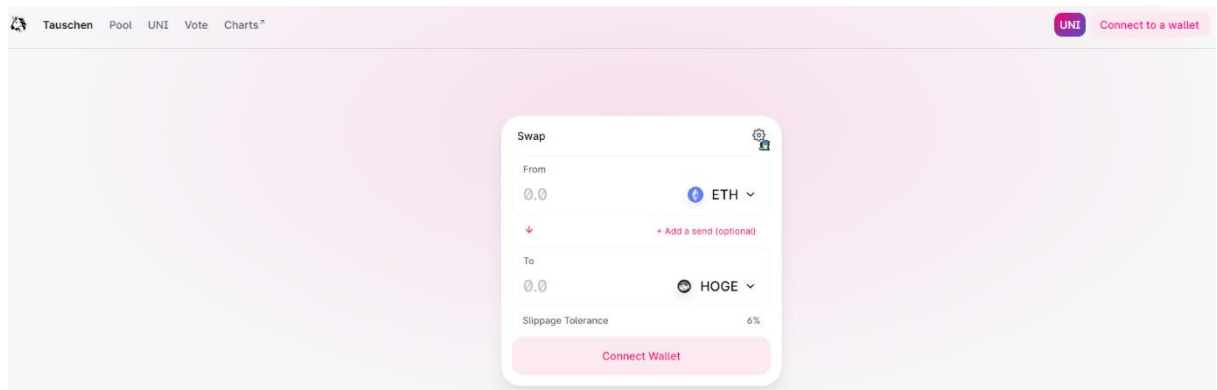 Tauschen Pool UNI Vote Charts↗ UNI Connect to a wallet
Swap
From
0.0 ETH
+ Add a send (optional)
To
0.0 HOGE
Slippage Tolerance 6%
Connect Wallet